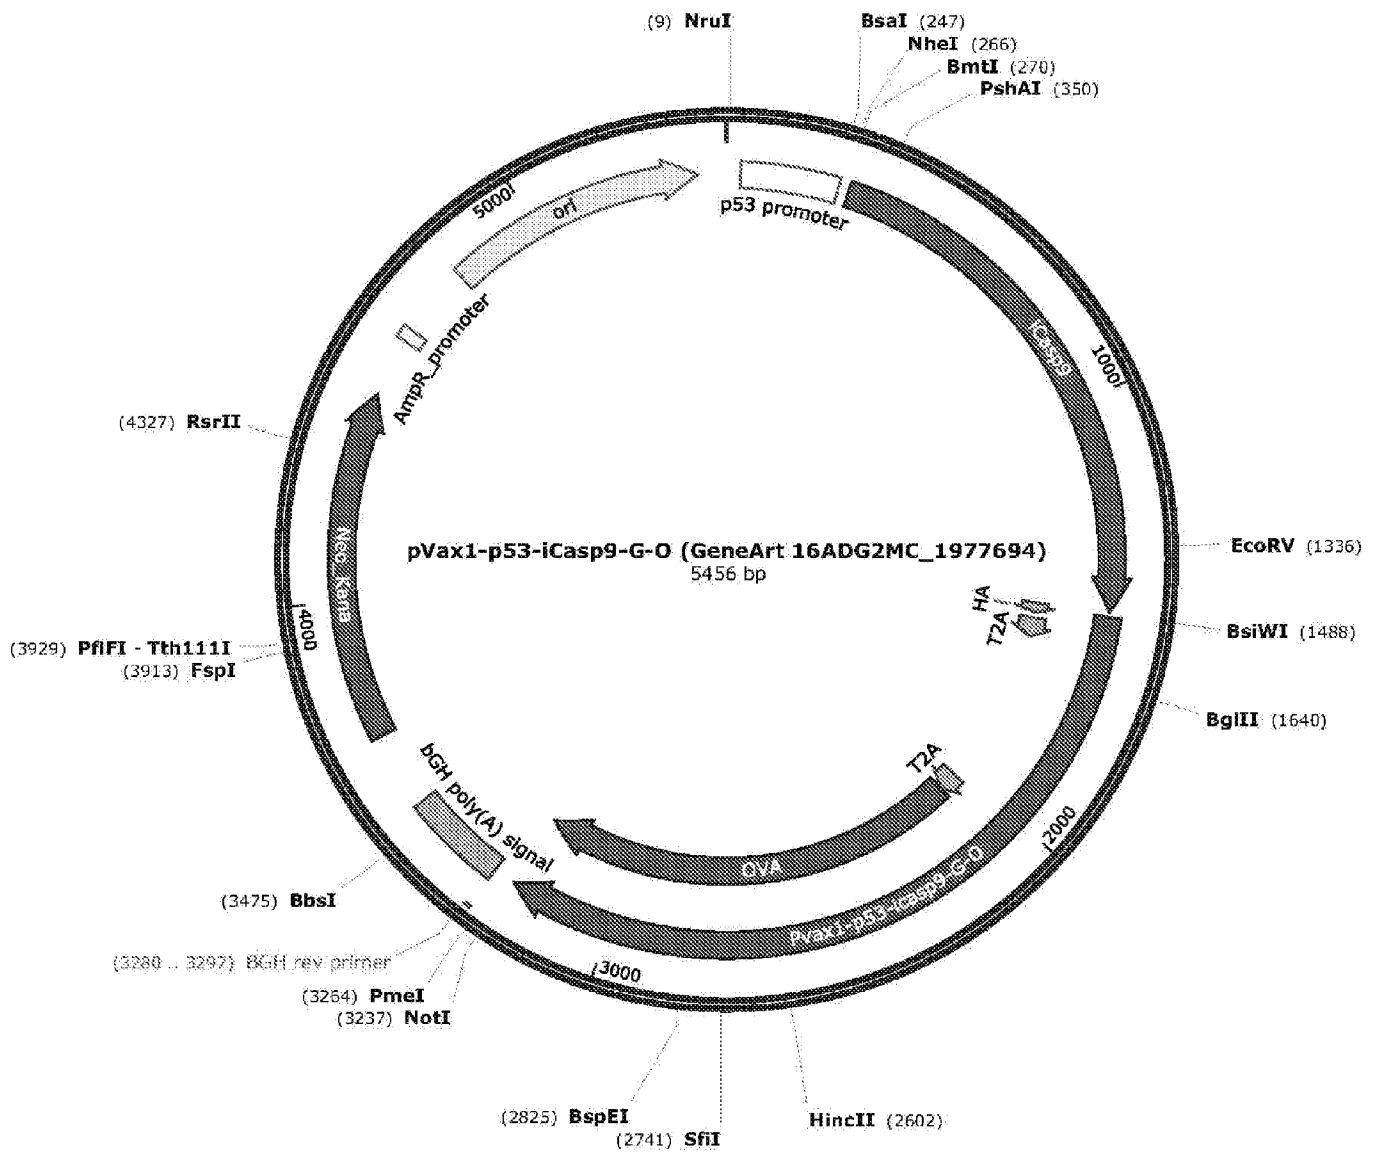 (9) NruI
BsaI (247)
NheI (266)
BmtI (270)
PshAI (350)
5000
ori
p53 promoter
AmpR_promoter
iCasp9
1000
(4327) RsrII
Neo_Kana
pVax1-p53-iCasp9-G-O (GeneArt 16ADG2MC_1977694)
5456 bp
EcoRV (1336)
HA
T2A
BsiWI (1488)
4000
(3929) PflFI - Tth111I
(3913) FspI
BglII (1640)
T2A
bGH poly(A) signal
2000
OVA
Pvax1-p53-icasp9-G-O
(3475) BbsI
(3280 .. 3297) BGH rev primer
3000
(3264) PmeI
(3237) NotI
(2825) BspEI
(2741) SfiI
HincII (2602)